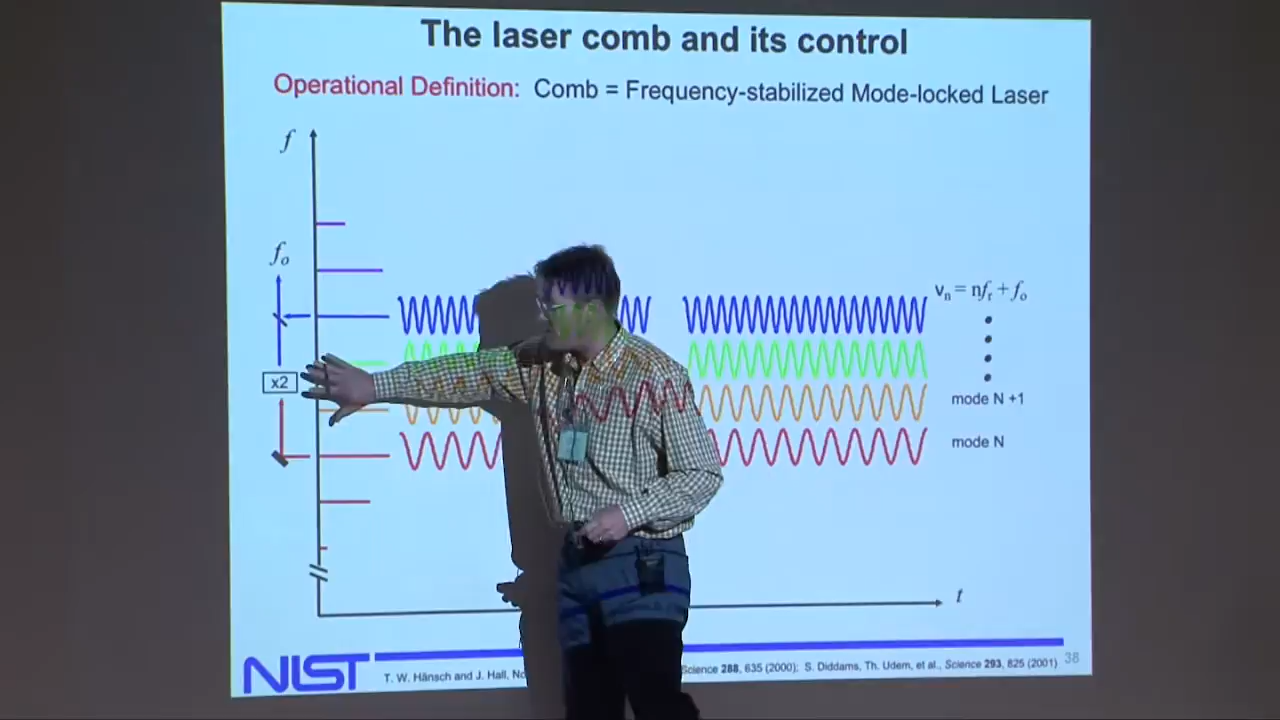 The laser comb and its control
Operational Definition: Comb = Frequency-stabilized Mode-locked Laser
f
fₒ
νₙ = nfᵣ + fₒ
x2
mode N +1
mode N
t
NIST
T. W. Hänsch and J. Hall, Science 288, 635 (2000); S. Diddams, Th. Udem, et al., Science 293, 825 (2001)
38